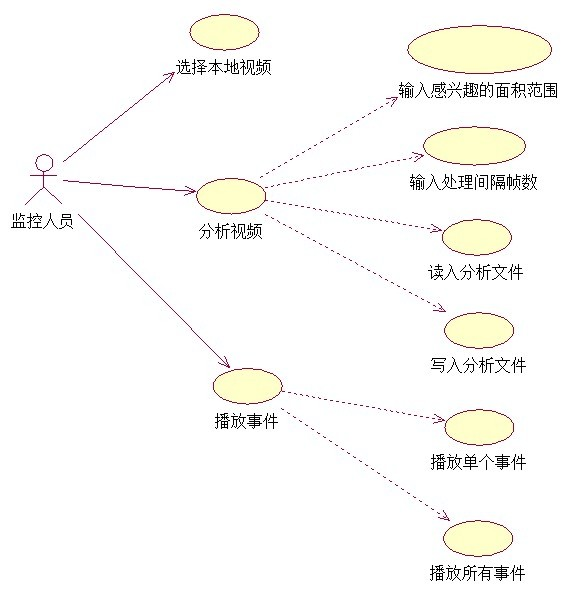 选择本地视频
输入感兴趣的面积范围
输入处理间隔帧数
监控人员
分析视频
读入分析文件
写入分析文件
播放事件
播放单个事件
播放所有事件